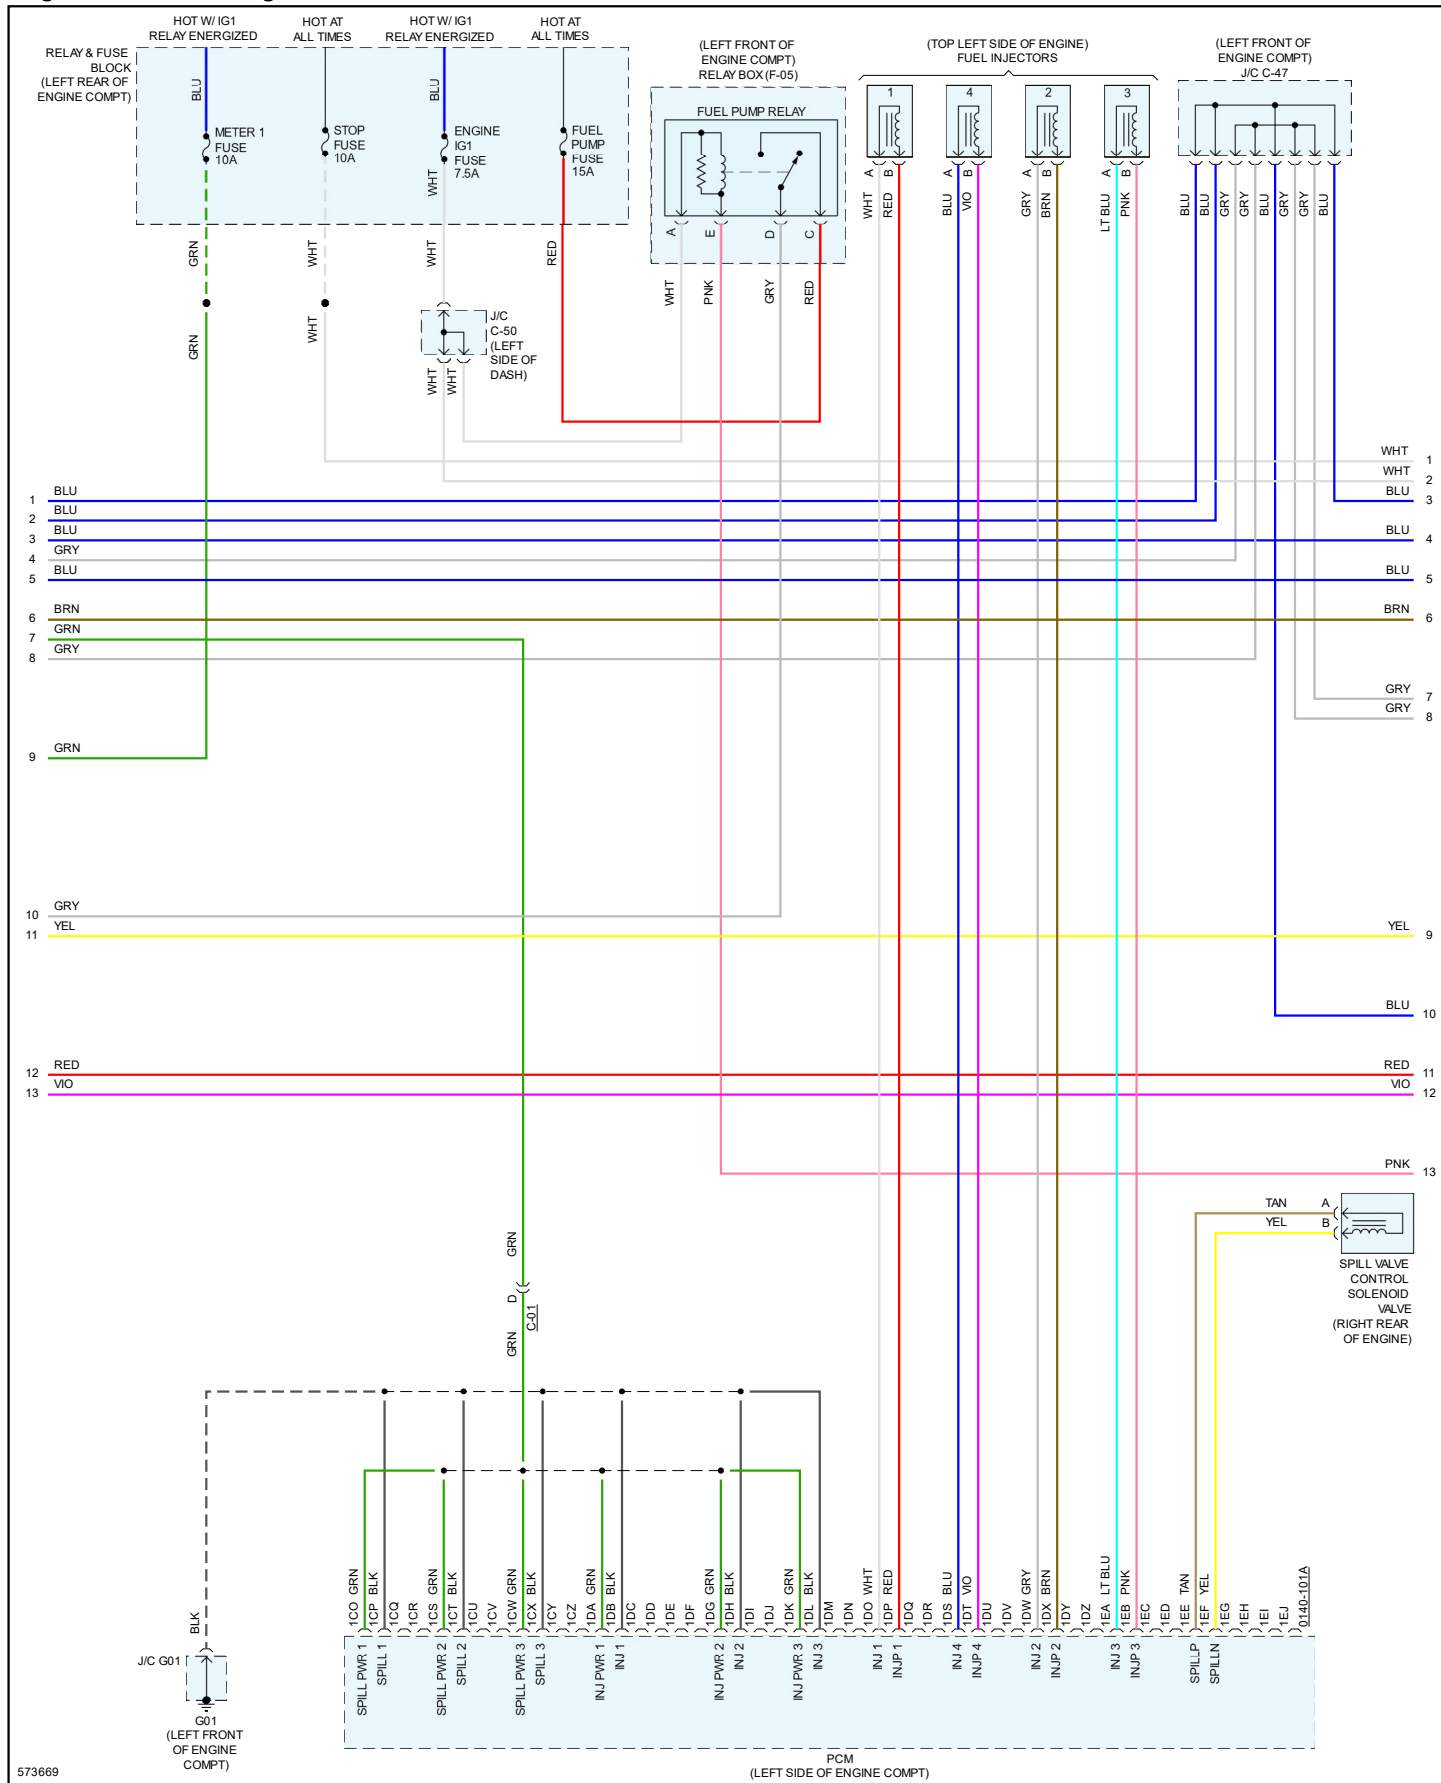 HOT W/ IG1
RELAY ENERGIZED
HOT AT
ALL TIMES
HOT W/ IG1
RELAY ENERGIZED
HOT AT
ALL TIMES
RELAY & FUSE
BLOCK
(LEFT REAR OF
ENGINE COMPT)
BLU
METER 1
FUSE
10A
STOP
FUSE
10A
BLU
WHT
ENGINE
IG1
FUSE
7.5A
FUEL
PUMP
FUSE
15A
GRN
WHT
WHT
RED
GRN
WHT
J/C
C-50
(LEFT
SIDE OF
DASH)
WHT
WHT
(LEFT FRONT OF
ENGINE COMPT)
RELAY BOX (F-05)
FUEL PUMP RELAY
A
E
D
C
WHT
PNK
GRY
RED
(TOP LEFT SIDE OF ENGINE)
FUEL INJECTORS
1
4
2
3
A
B
A
B
A
B
A
B
WHT
RED
BLU
VIO
GRY
BRN
LT BLU
PNK
(LEFT FRONT OF
ENGINE COMPT)
J/C C-47
BLU
BLU
GRY
GRY
BLU
GRY
GRY
BLU
WHT 1
WHT 2
1 BLU
BLU 3
2 BLU
3 BLU
BLU 4
4 GRY
5 BLU
BLU 5
6 BRN
BRN 6
7 GRN
8 GRY
GRY 7
GRY 8
9 GRN
10 GRY
11 YEL
YEL 9
BLU 10
12 RED
RED 11
13 VIO
VIO 12
PNK 13
TAN A
YEL B
SPILL VALVE
CONTROL
SOLENOID
VALVE
(RIGHT REAR
OF ENGINE)
GRN
D
C-01
GRN
BLK
J/C G01
G01
(LEFT FRONT
OF ENGINE
COMPT)
1CO GRN
1CP BLK
1CQ
1CR
1CS GRN
1CT BLK
1CU
1CV
1CW GRN
1CX BLK
1CY
1CZ
1DA GRN
1DB BLK
1DC
1DD
1DE
1DF
1DG GRN
1DH BLK
1DI
1DJ
1DK GRN
1DL BLK
1DM
1DN
1DO WHT
1DP RED
1DQ
1DR
1DS BLU
1DT VIO
1DU
1DV
1DW GRY
1DX BRN
1DY
1DZ
1EA LT BLU
1EB PNK
1EC
1ED
1EE TAN
1EF YEL
1EG
1EH
1EI
1EJ
0140-101A
SPILL PWR 1
SPILL 1
SPILL PWR 2
SPILL 2
SPILL PWR 3
SPILL 3
INJ PWR 1
INJ 1
INJ PWR 2
INJ 2
INJ PWR 3
INJ 3
INJ 1
INJP 1
INJ 4
INJP 4
INJ 2
INJP 2
INJ 3
INJP 3
SPILLP
SPILLN
PCM
(LEFT SIDE OF ENGINE COMPT)
573669